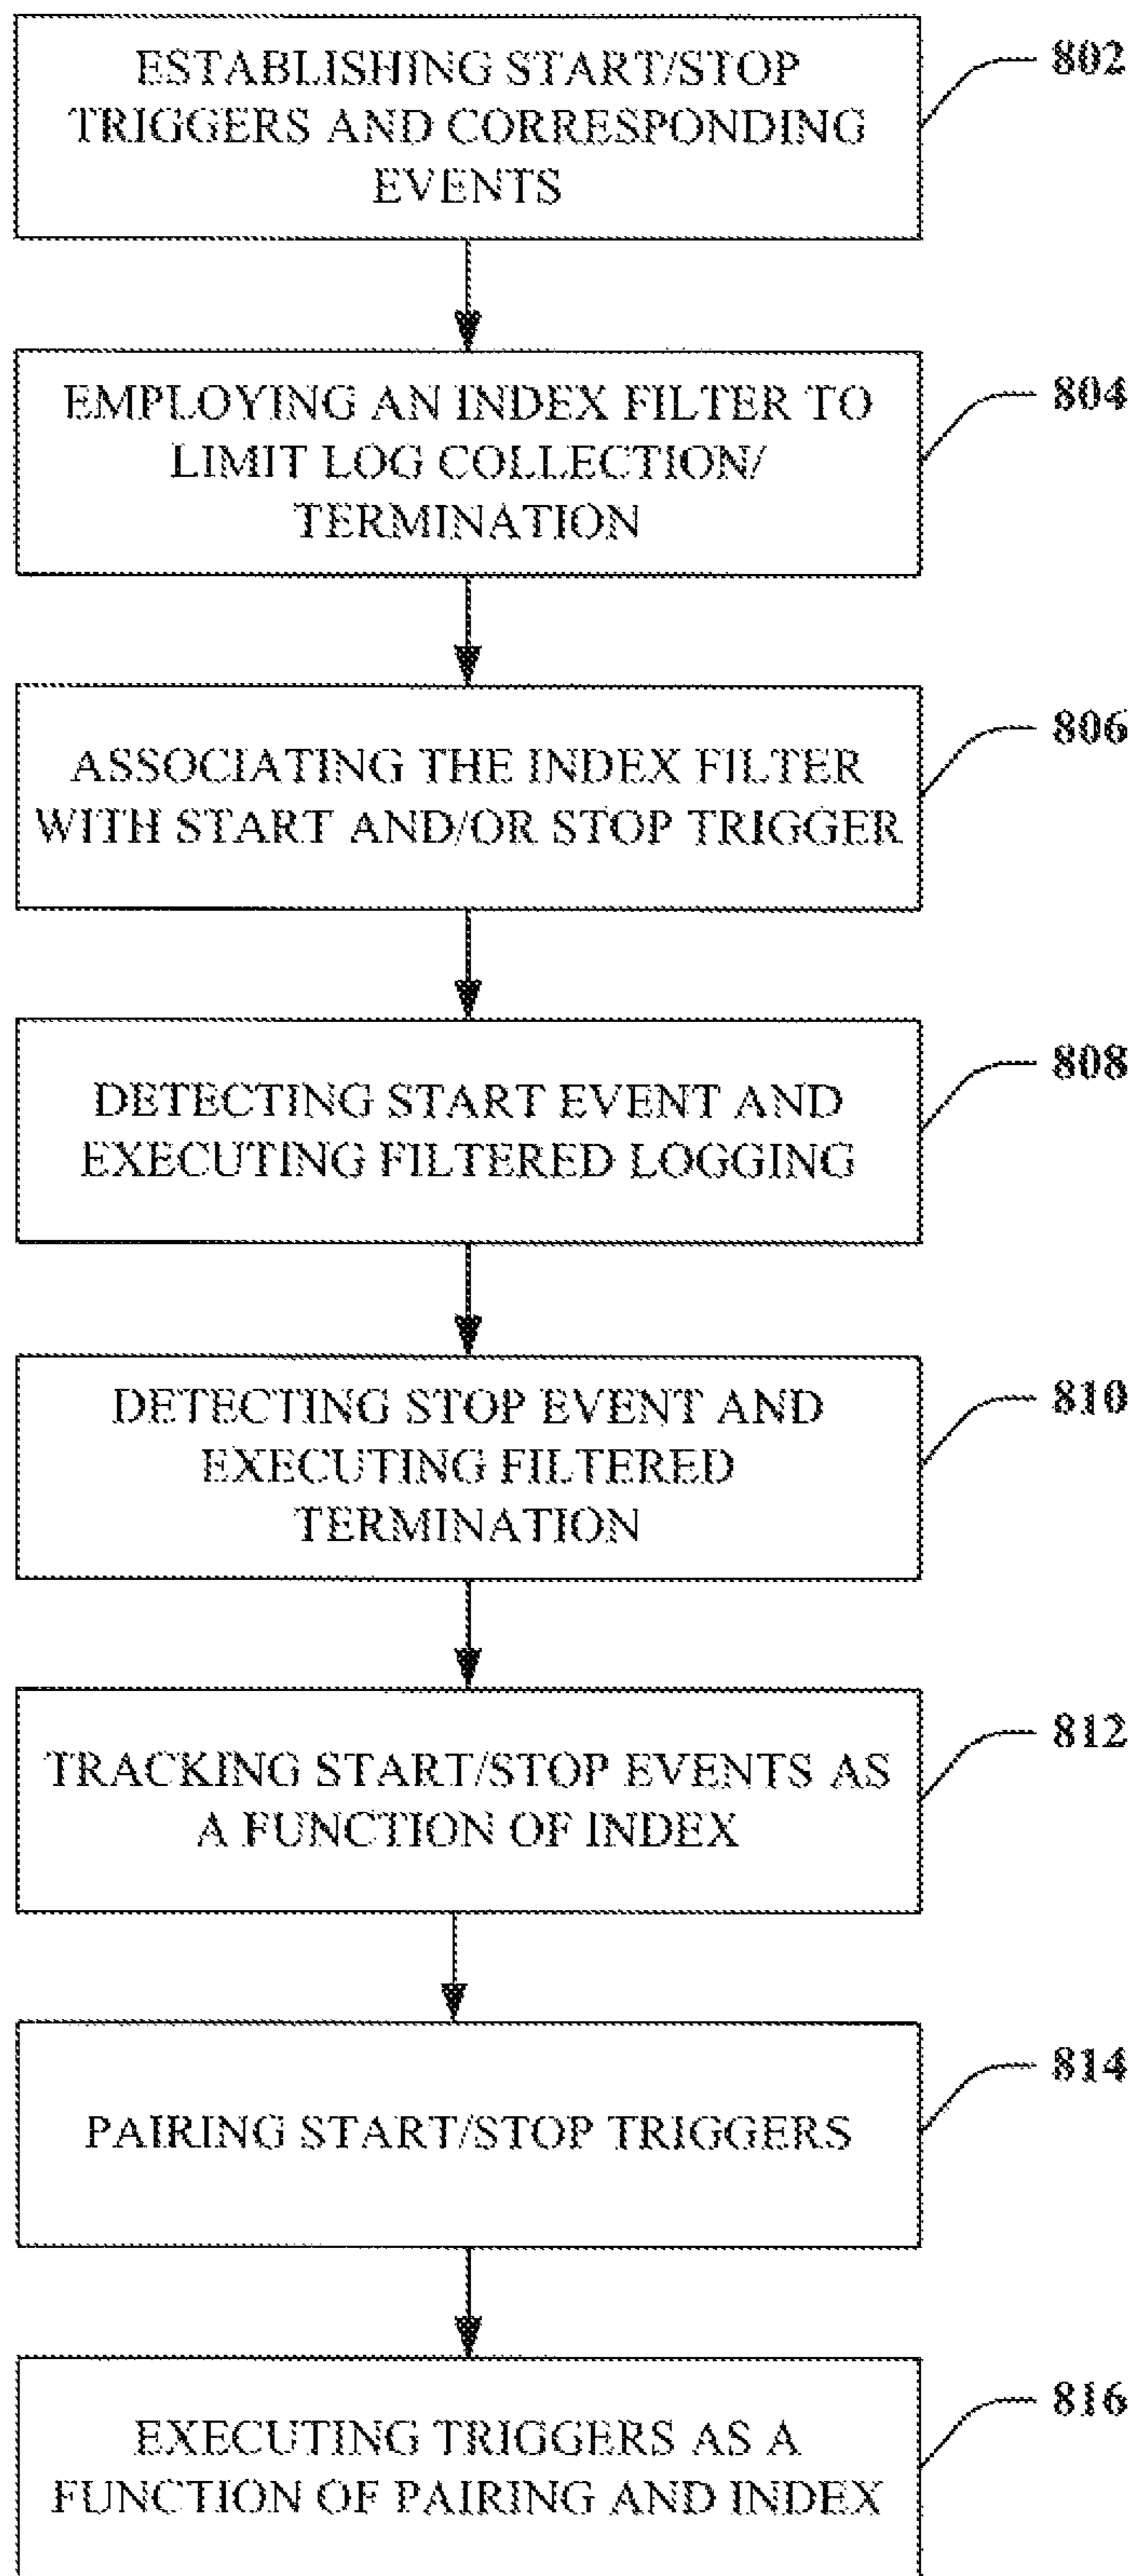 ESTABLISHING START/STOP
TRIGGERS AND CORRESPONDING
EVENTS
802
EMPLOYING AN INDEX FILTER TO
LIMIT LOG COLLECTION/
TERMINATION
804
ASSOCIATING THE INDEX FILTER
WITH START AND/OR STOP TRIGGER
806
DETECTING START EVENT AND
EXECUTING FILTERED LOGGING
808
DETECTING STOP EVENT AND
EXECUTING FILTERED
TERMINATION
810
TRACKING START/STOP EVENTS AS
A FUNCTION OF INDEX
812
PAIRING START/STOP TRIGGERS
814
EXECUTING TRIGGERS AS A
FUNCTION OF PAIRING AND INDEX
816